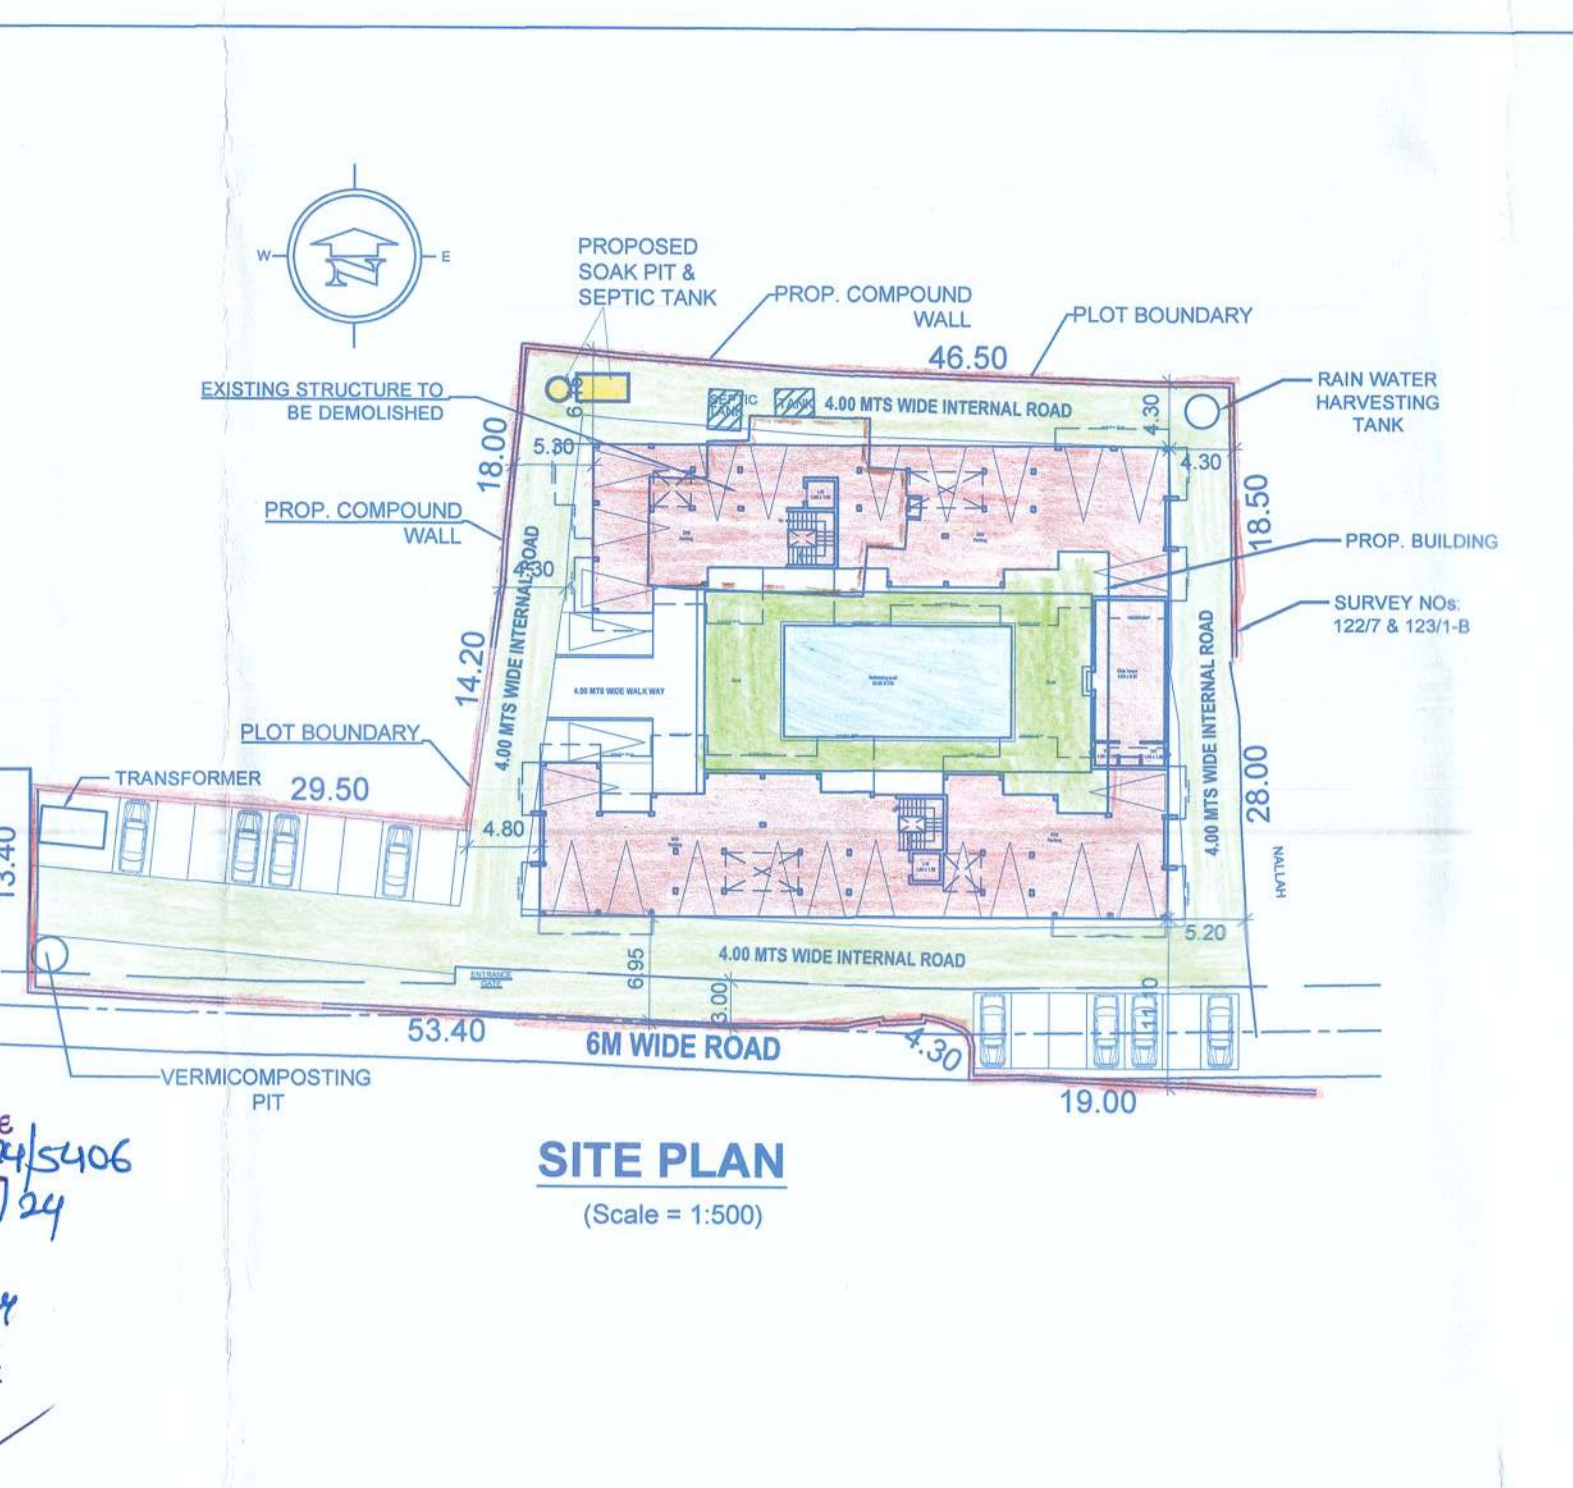 W
E
N
PROPOSED
SOAK PIT &
SEPTIC TANK
PROP. COMPOUND
WALL
PLOT BOUNDARY
46.50
EXISTING STRUCTURE TO
BE DEMOLISHED
RAIN WATER
HARVESTING
TANK
SEPTIC
TANK
TANK
4.00 MTS WIDE INTERNAL ROAD
4.30
18.00
5.30
4.30
18.50
PROP. COMPOUND
WALL
PROP. BUILDING
4.30
4.00 MTS WIDE INTERNAL ROAD
SURVEY NOs:
122/7 & 123/1-B
14.20
4.00 MTS WIDE WALK WAY
4.00 MTS WIDE INTERNAL ROAD
PLOT BOUNDARY
TRANSFORMER
29.50
28.00
13.40
4.80
NALLAH
5.20
6.95
4.00 MTS WIDE INTERNAL ROAD
ENTRANCE
GATE
3.00
11.10
53.40
6M WIDE ROAD
4.30
VERMICOMPOSTING
PIT
19.00
SITE PLAN
(Scale = 1:500)
E
4/5406
24